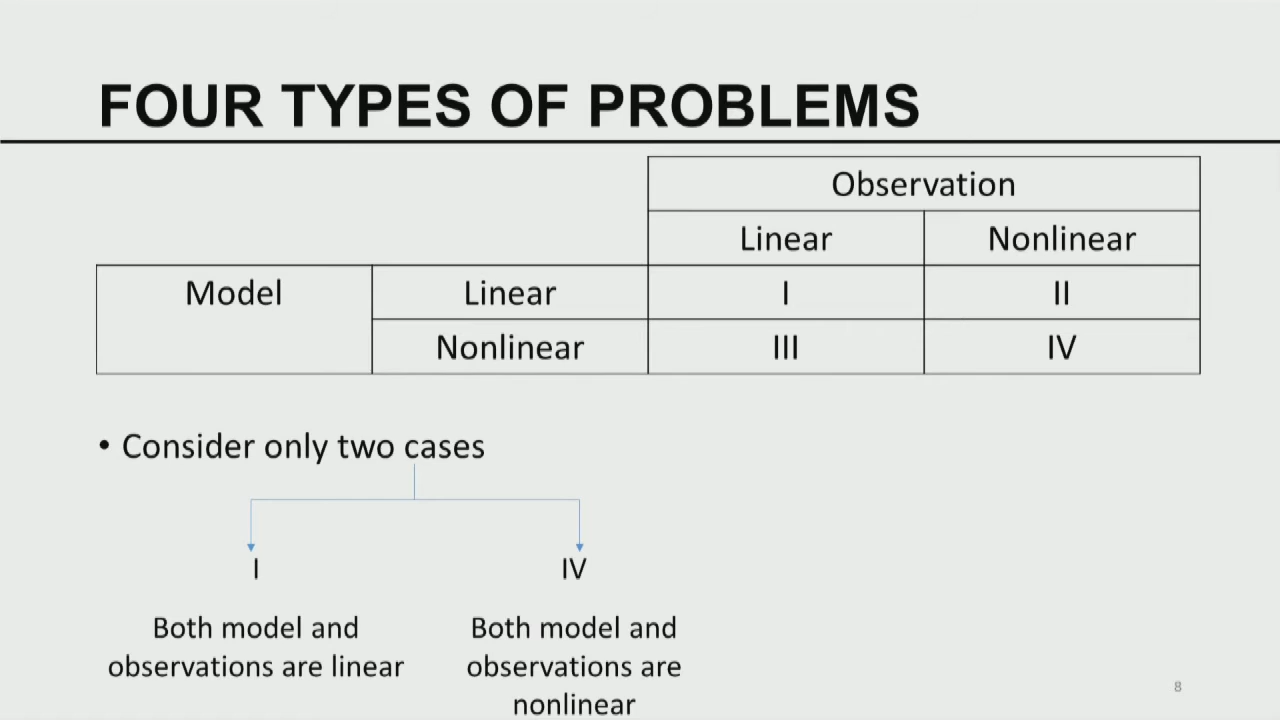 FOUR TYPES OF PROBLEMS
Observation
Linear Nonlinear
Model Linear I II
Nonlinear III IV
• Consider only two cases
I IV
Both model and observations are linear
Both model and observations are nonlinear
8